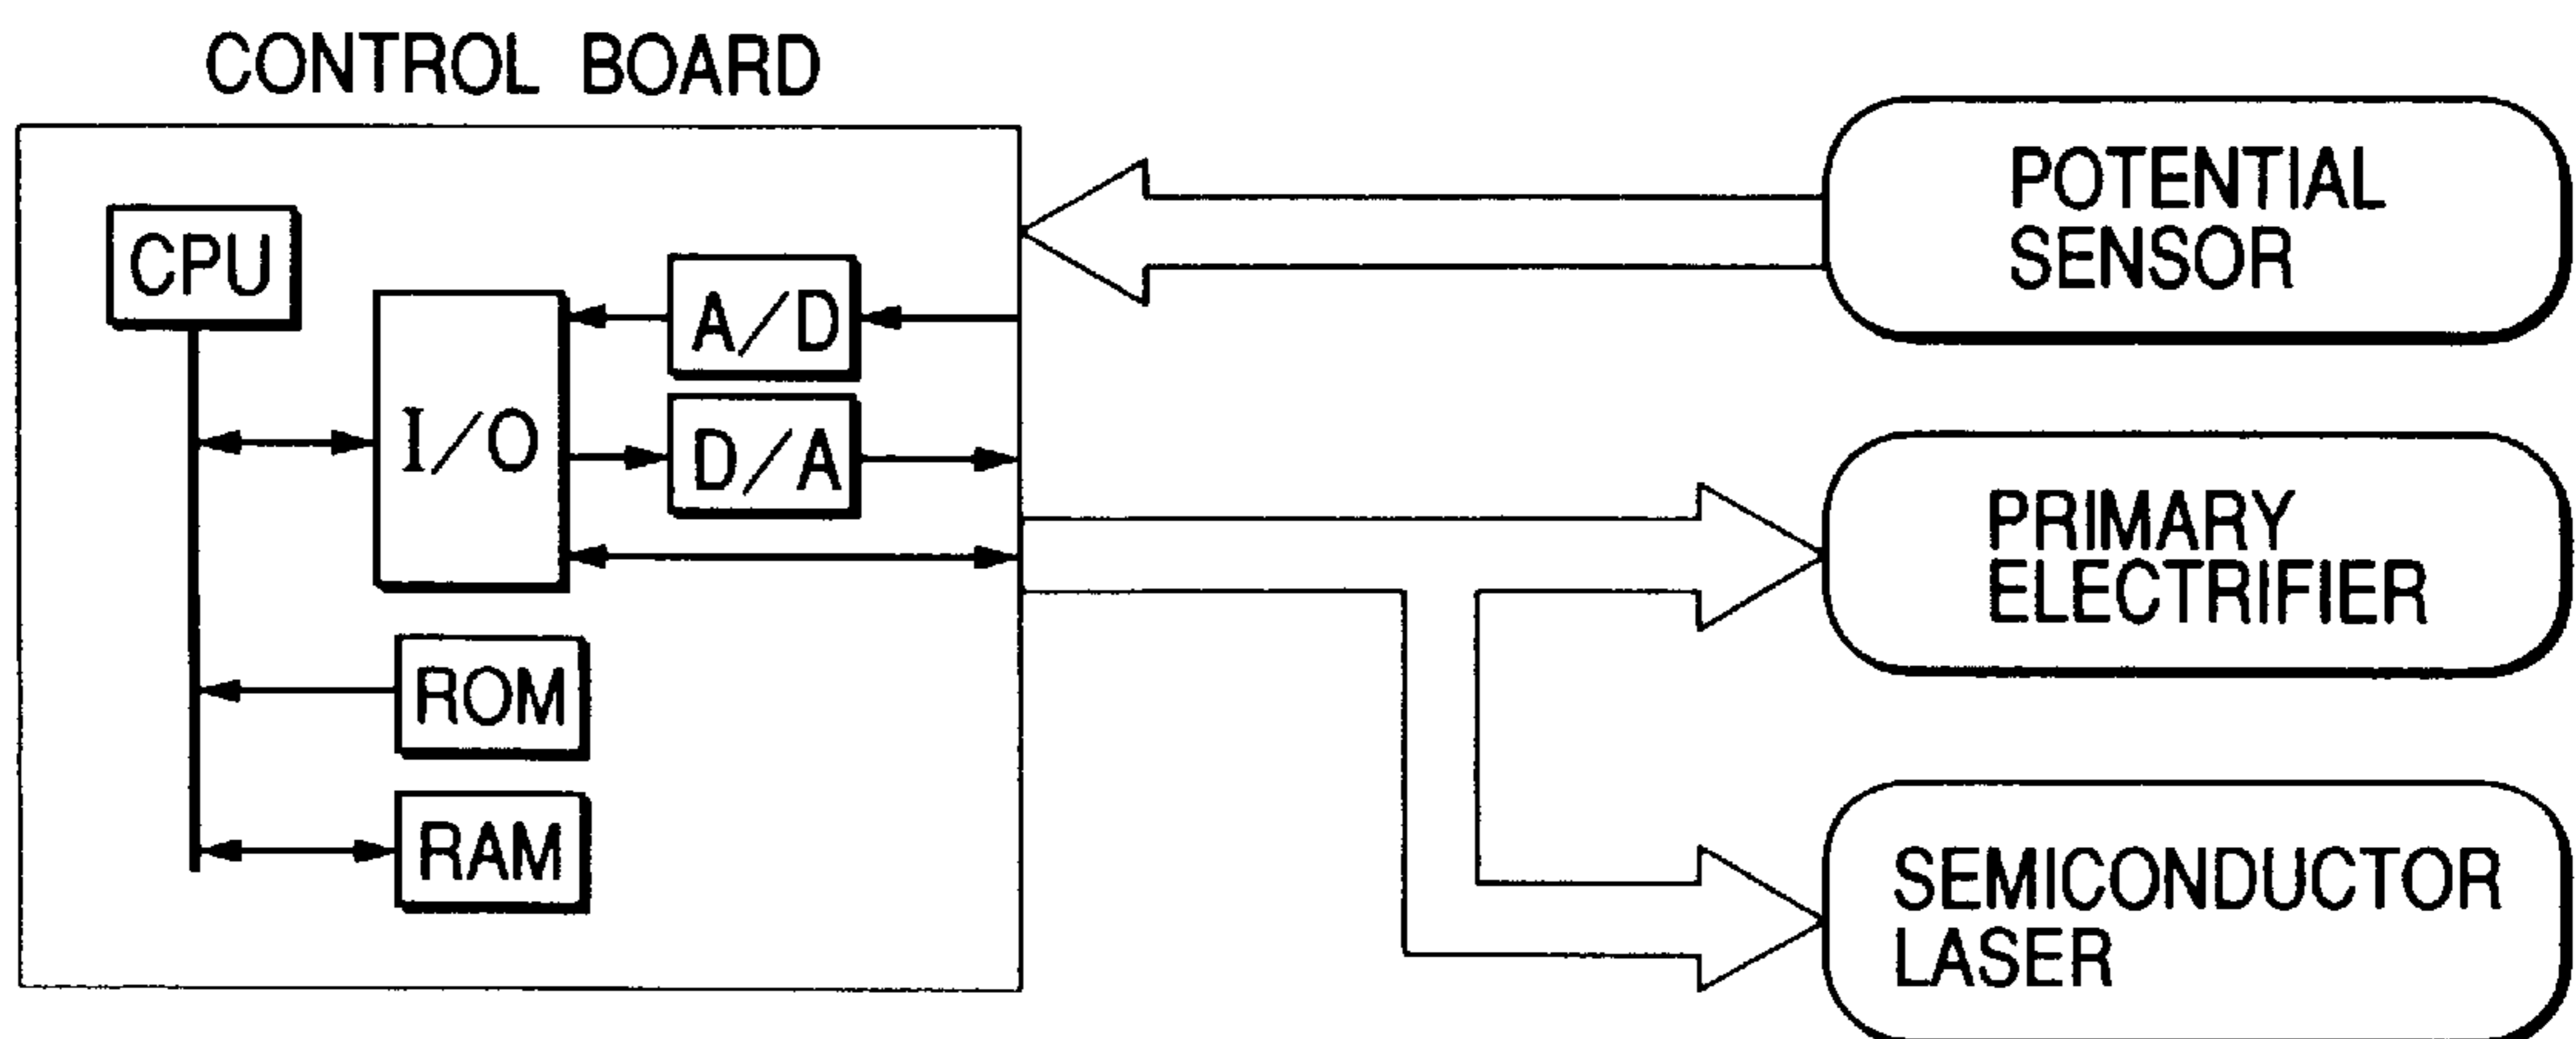 CONTROL BOARD
CPU
I/O
A/D
D/A
ROM
RAM
POTENTIAL
SENSOR
PRIMARY
ELECTRIFIER
SEMICONDUCTOR
LASER